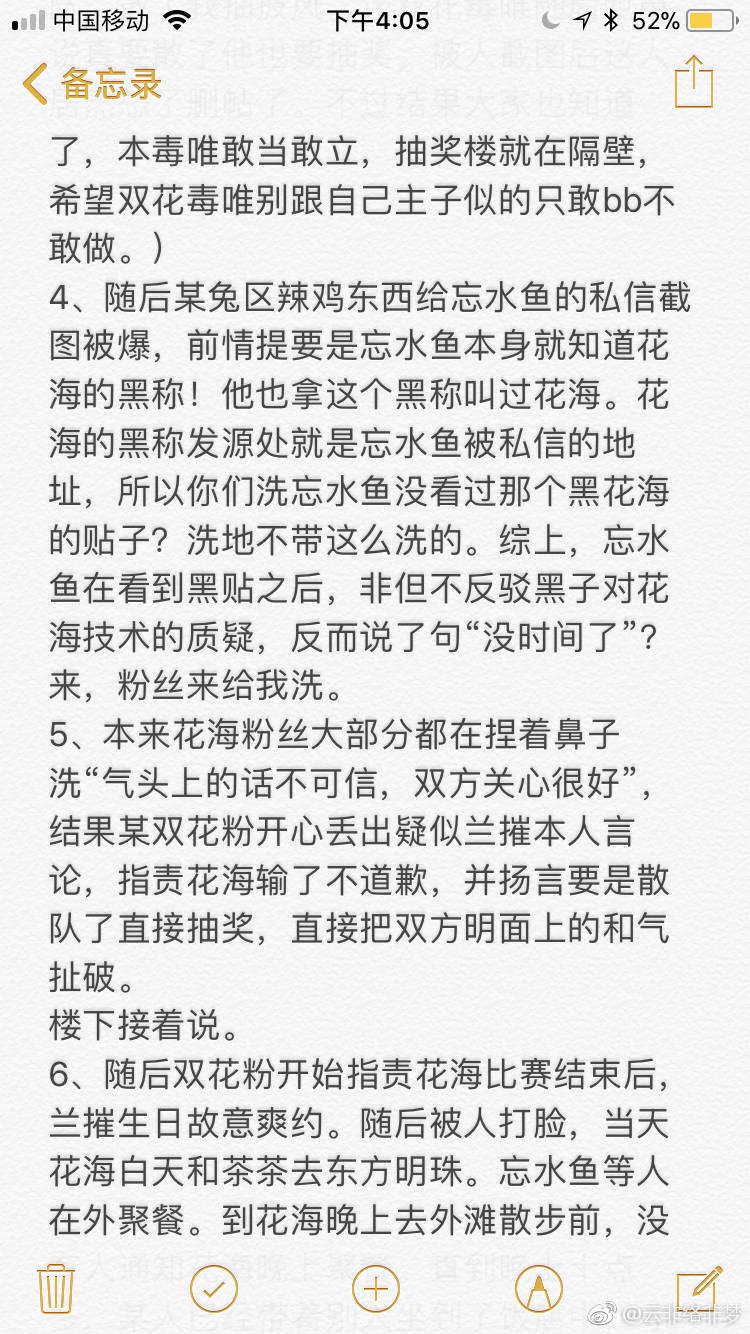 中国移动
下午4:05
52%
备忘录
了，本毒唯敢当敢立，抽奖楼就在隔壁，
希望双花毒唯别跟自己主子似的只敢bb不
敢做。）
4、随后某兔区辣鸡东西给忘水鱼的私信截
图被爆，前情提要是忘水鱼本身就知道花
海的黑称！他也拿这个黑称叫过花海。花
海的黑称发源处就是忘水鱼被私信的地
址，所以你们洗忘水鱼没看过那个黑花海
的贴子？洗地不带这么洗的。综上，忘水
鱼在看到黑贴之后，非但不反驳黑子对花
海技术的质疑，反而说了句“没时间了”？
来，粉丝来给我洗。
5、本来花海粉丝大部分都在捏着鼻子
洗“气头上的话不可信，双方关心很好”，
结果某双花粉开心丢出疑似兰摧本人言
论，指责花海输了不道歉，并扬言要是散
队了直接抽奖，直接把双方明面上的和气
扯破。
楼下接着说。
6、随后双花粉开始指责花海比赛结束后，
兰摧生日故意爽约。随后被人打脸，当天
花海白天和茶茶去东方明珠。忘水鱼等人
在外聚餐。到花海晚上去外滩散步前，没
@云非络非梦